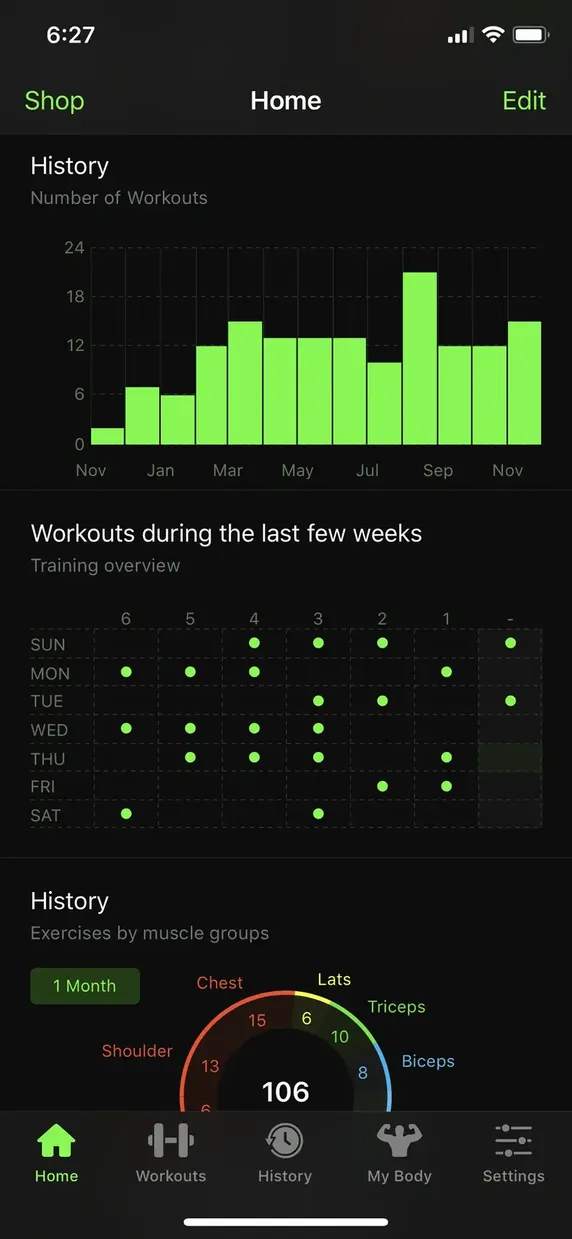 6:27
Shop Home Edit
History
Number of Workouts
24
18
12
6
0
Nov Jan Mar May Jul Sep Nov
Workouts during the last few weeks
Training overview
6 5 4 3 2 1 -
SUN
MON
TUE
WED
THU
FRI
SAT
History
Exercises by muscle groups
1 Month
Chest Lats
Triceps
15 6
10
Shoulder Biceps
13 8
106
6
Home Workouts History My Body Settings